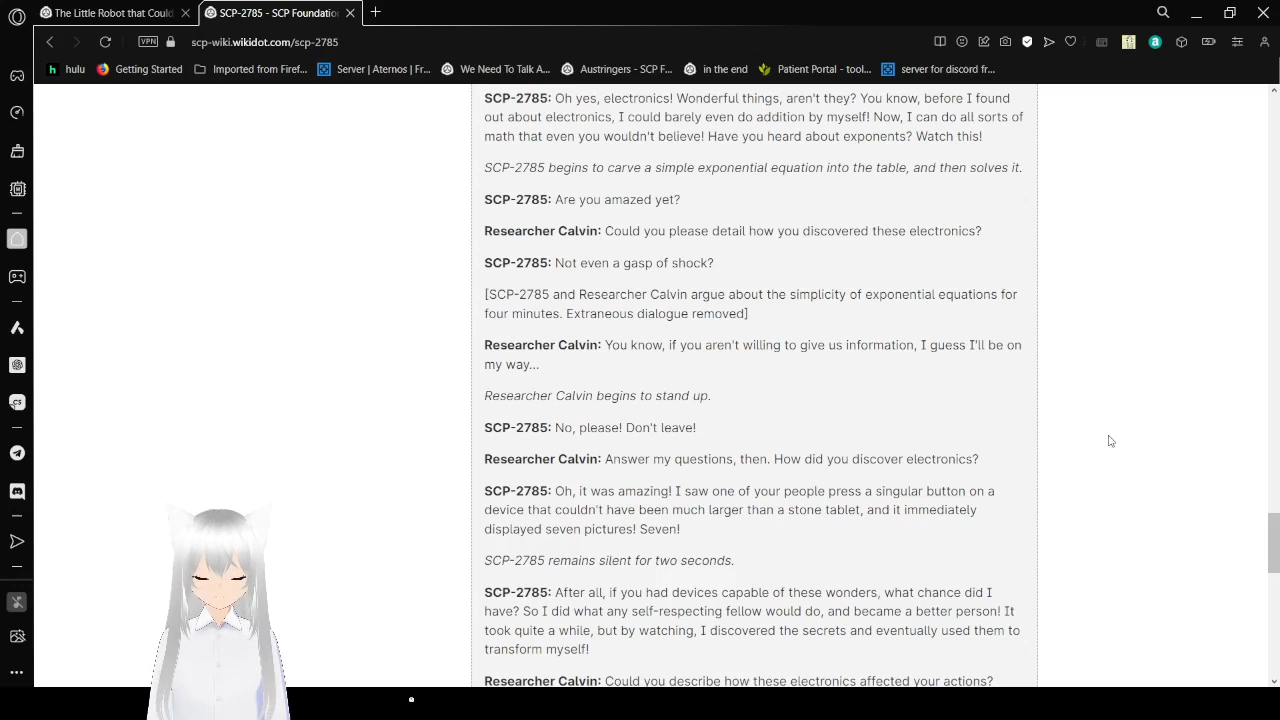 The Little Robot that Could
SCP-2785 - SCP Foundation
VPN
scp-wiki.wikidot.com/scp-2785
hulu
Getting Started
Imported from Firef...
Server | Aternos | Fr...
We Need To Talk A...
Austringers - SCP F...
in the end
Patient Portal - tool...
server for discord fr...
SCP-2785: Oh yes, electronics! Wonderful things, aren't they? You know, before I found
out about electronics, I could barely even do addition by myself! Now, I can do all sorts of
math that even you wouldn't believe! Have you heard about exponents? Watch this!
SCP-2785 begins to carve a simple exponential equation into the table, and then solves it.
SCP-2785: Are you amazed yet?
Researcher Calvin: Could you please detail how you discovered these electronics?
SCP-2785: Not even a gasp of shock?
[SCP-2785 and Researcher Calvin argue about the simplicity of exponential equations for
four minutes. Extraneous dialogue removed]
Researcher Calvin: You know, if you aren't willing to give us information, I guess I'll be on
my way...
Researcher Calvin begins to stand up.
SCP-2785: No, please! Don't leave!
Researcher Calvin: Answer my questions, then. How did you discover electronics?
SCP-2785: Oh, it was amazing! I saw one of your people press a singular button on a
device that couldn't have been much larger than a stone tablet, and it immediately
displayed seven pictures! Seven!
SCP-2785 remains silent for two seconds.
SCP-2785: After all, if you had devices capable of these wonders, what chance did I
have? So I did what any self-respecting fellow would do, and became a better person! It
took quite a while, but by watching, I discovered the secrets and eventually used them to
transform myself!
Researcher Calvin: Could you describe how these electronics affected your actions?